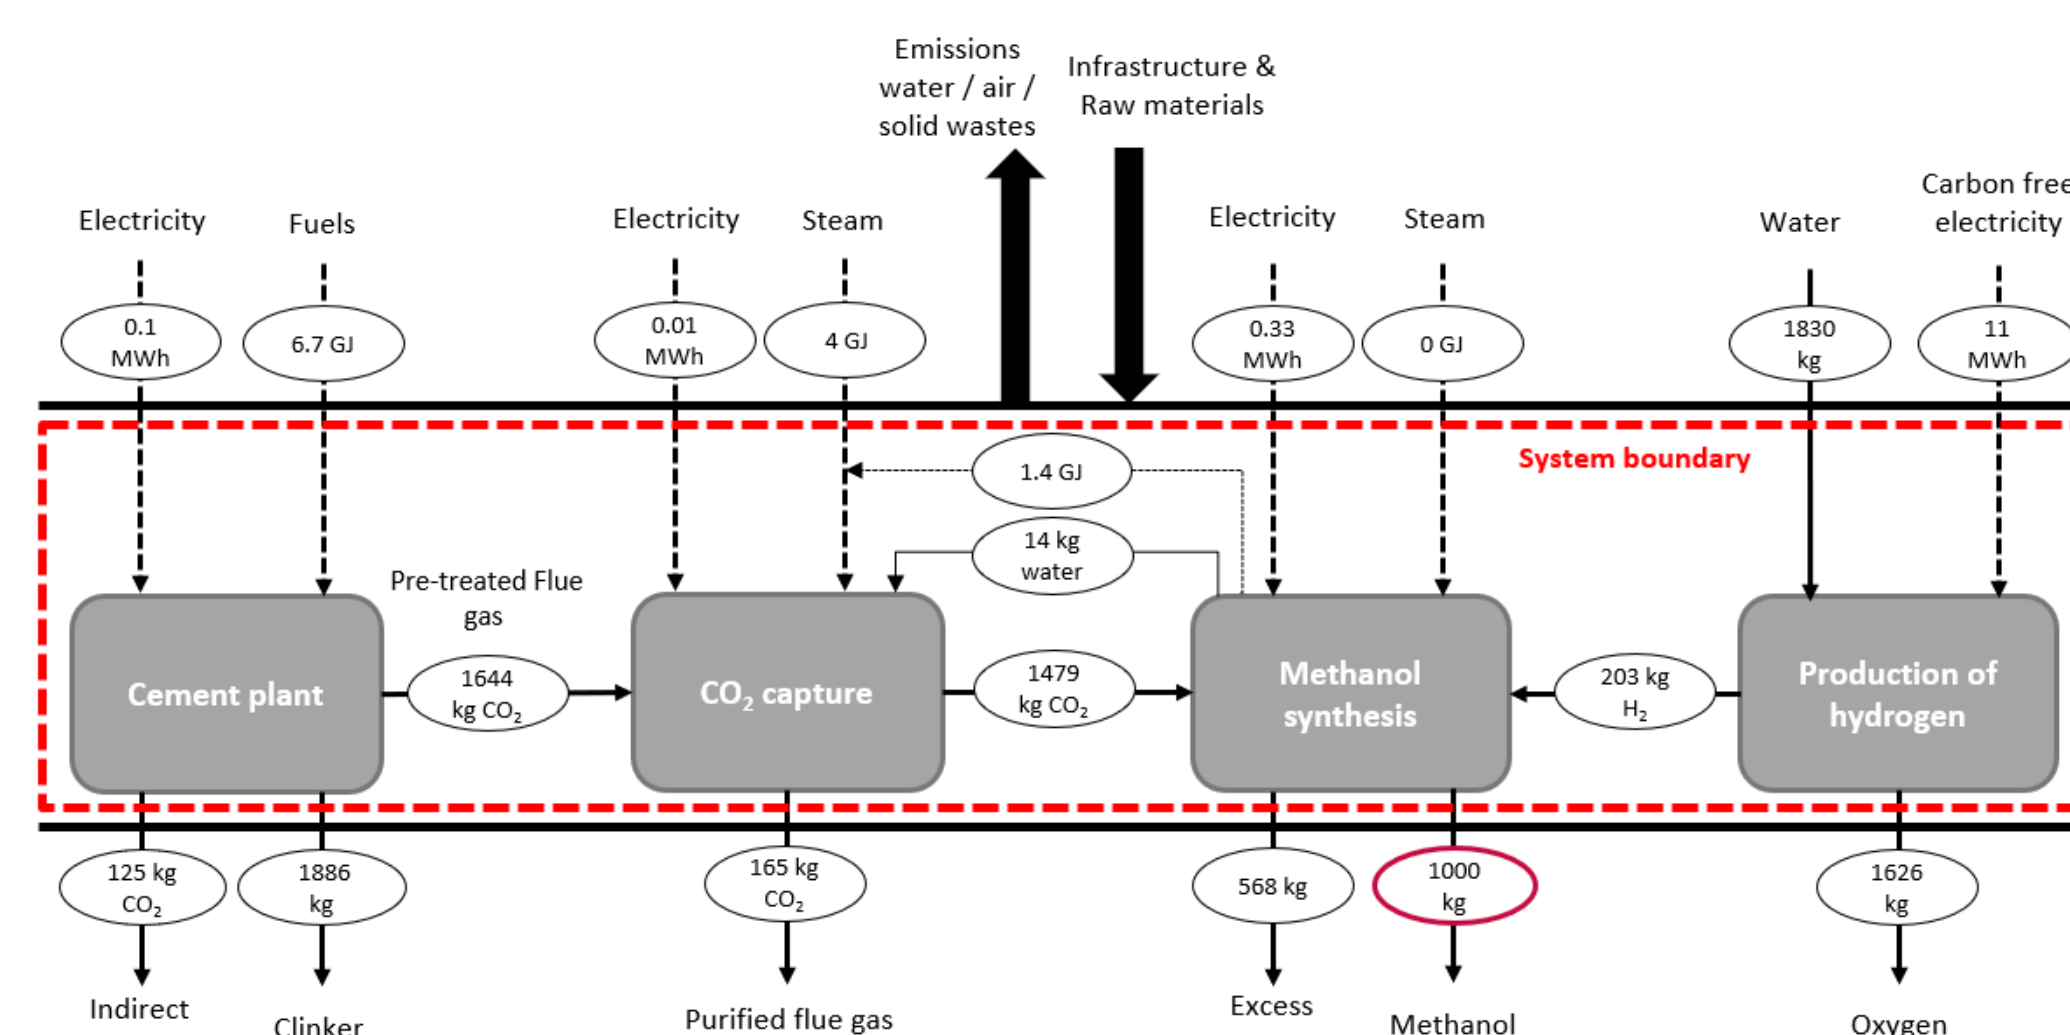 Emissions
water / air /
solid wastes
Infrastructure &
Raw materials
Electricity
Fuels
Electricity
Steam
Electricity
Steam
Water
Carbon free
electricity
0.1
MWh
6.7 GJ
0.01
MWh
4 GJ
0.33
MWh
0 GJ
1830
kg
11
MWh
System boundary
1.4 GJ
14 kg
water
Pre-treated Flue
gas
Cement plant
1644
kg CO₂
CO₂ capture
1479
kg CO₂
Methanol
synthesis
203 kg
H₂
Production of
hydrogen
125 kg
CO₂
1886
kg
165 kg
CO₂
568 kg
1000
kg
1626
kg
Indirect
Clinker
Purified flue gas
Excess
Methanol
Oxygen